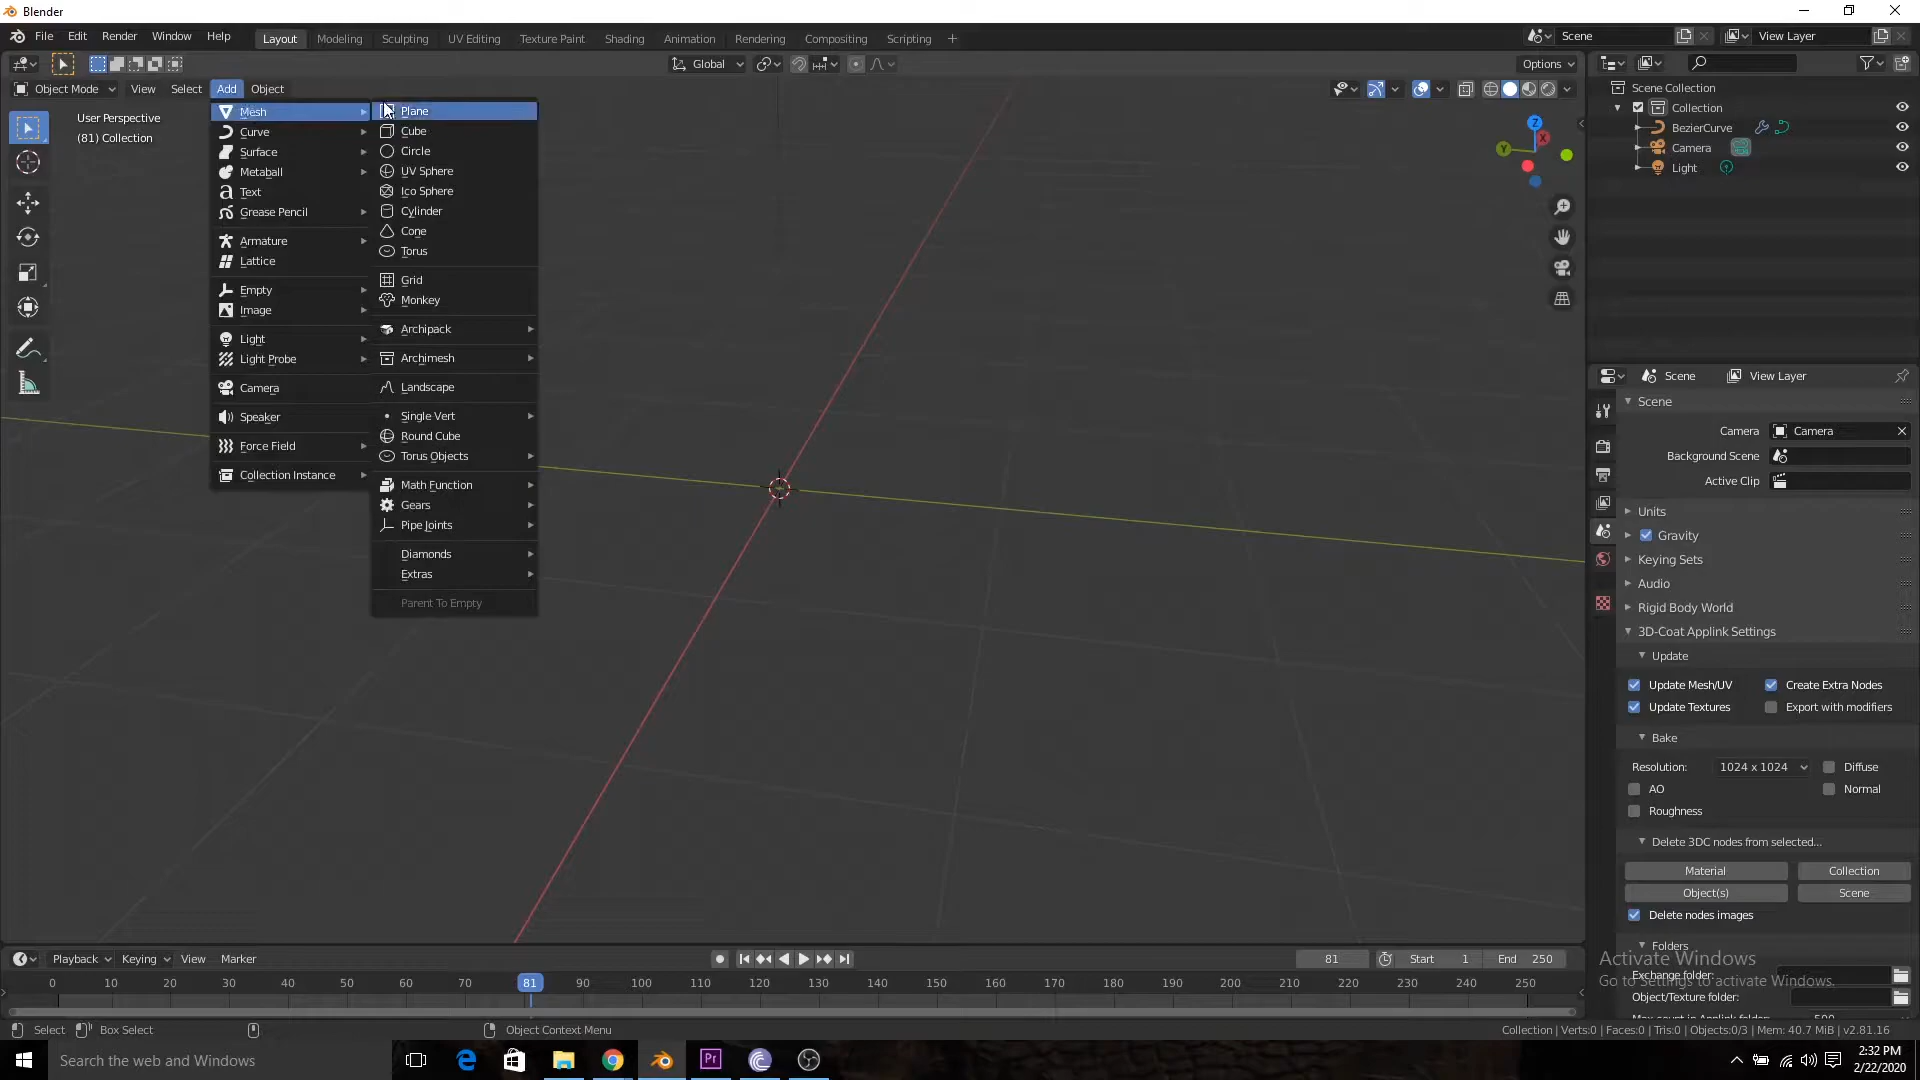 Blender
File Edit Render Window Help Layout Modeling Sculpting UV Editing Texture Paint Shading Animation Rendering Compositing Scripting + Scene View Layer
Global Options
Object Mode View Select Add Object
User Perspective
(81) Collection
Mesh
Curve
Surface
Metaball
Text
Grease Pencil
Armature
Lattice
Empty
Image
Light
Light Probe
Camera
Speaker
Force Field
Collection Instance
Plane
Cube
Circle
UV Sphere
Ico Sphere
Cylinder
Cone
Torus
Grid
Monkey
Archipack
Archimesh
Landscape
Single Vert
Round Cube
Torus Objects
Math Function
Gears
Pipe Joints
Diamonds
Extras
Parent To Empty
Z
X
Y
Scene Collection
Collection
BezierCurve
Camera
Light
Scene View Layer
Scene
Camera Camera
Background Scene
Active Clip
Units
Gravity
Keying Sets
Audio
Rigid Body World
3D-Coat Applink Settings
Update
Update Mesh/UV Create Extra Nodes
Update Textures Export with modifiers
Bake
Resolution: 1024 x 1024 Diffuse
AO Normal
Roughness
Delete 3DC nodes from selected...
Material Collection
Object(s) Scene
Delete nodes images
Folders
Activate Windows
Exchange folder:
Go to Settings to activate Windows.
Object/Texture folder:
Playback Keying View Marker 81 Start 1 End 250
0 10 20 30 40 50 60 70 81 90 100 110 120 130 140 150 160 170 180 190 200 210 220 230 240 250
Select Box Select Object Context Menu Collection | Verts:0 | Faces:0 | Tris:0 | Objects:0/3 | Mem: 40.7 MiB | v2.81.16
Search the web and Windows
Pr
2:32 PM
2/22/2020